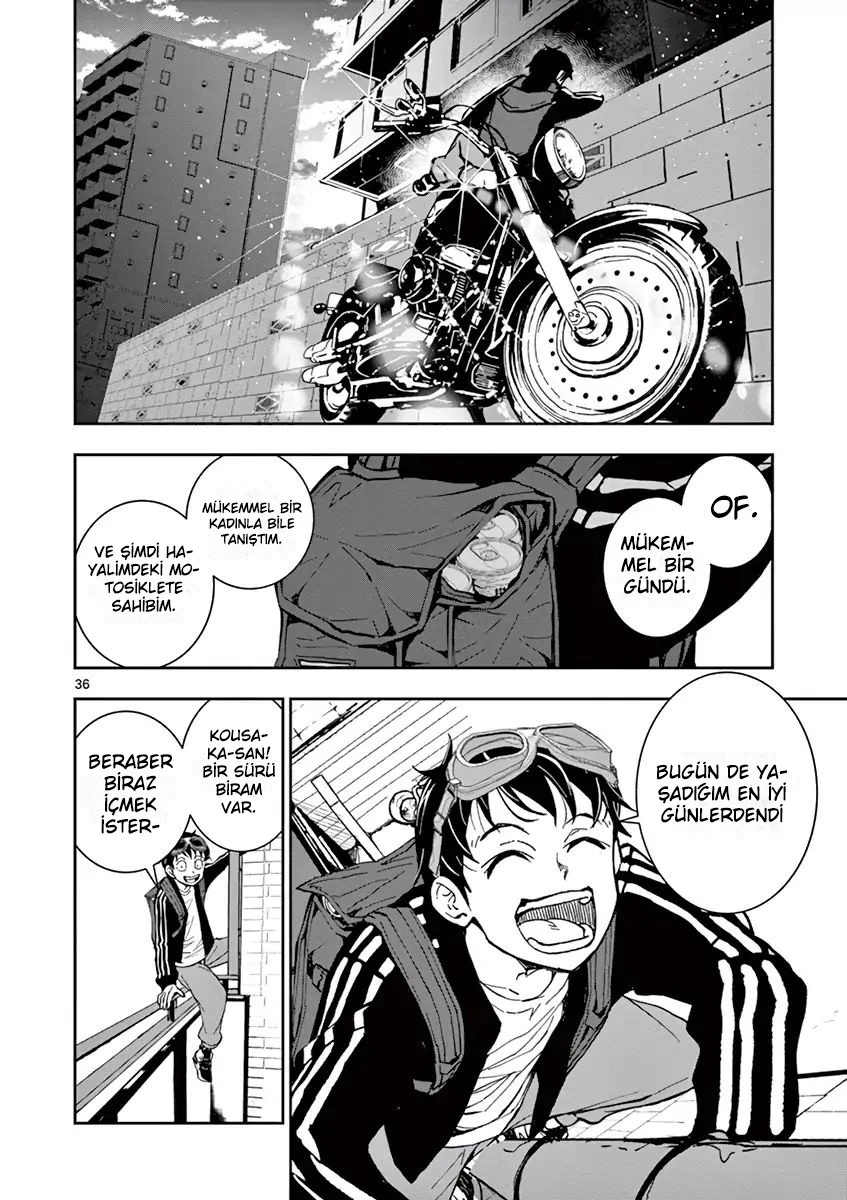 OF.
MÜKEM-
MEL BİR
GÜNDÜ.
MÜKEMMEL BİR
KADINLA BİLE
TANIŞTIM.
VE ŞİMDİ HA-
YALİMDEKİ MO-
TOSİKLETE
SAHİBİM.
36
BUGÜN DE YA-
ŞADIĞIM EN İYİ
GÜNLERDENDİ
KOUSA-
KA-SAN!
BİR SÜRÜ
BİRAM
VAR.
BERABER
BİRAZ
İÇMEK
İSTER-